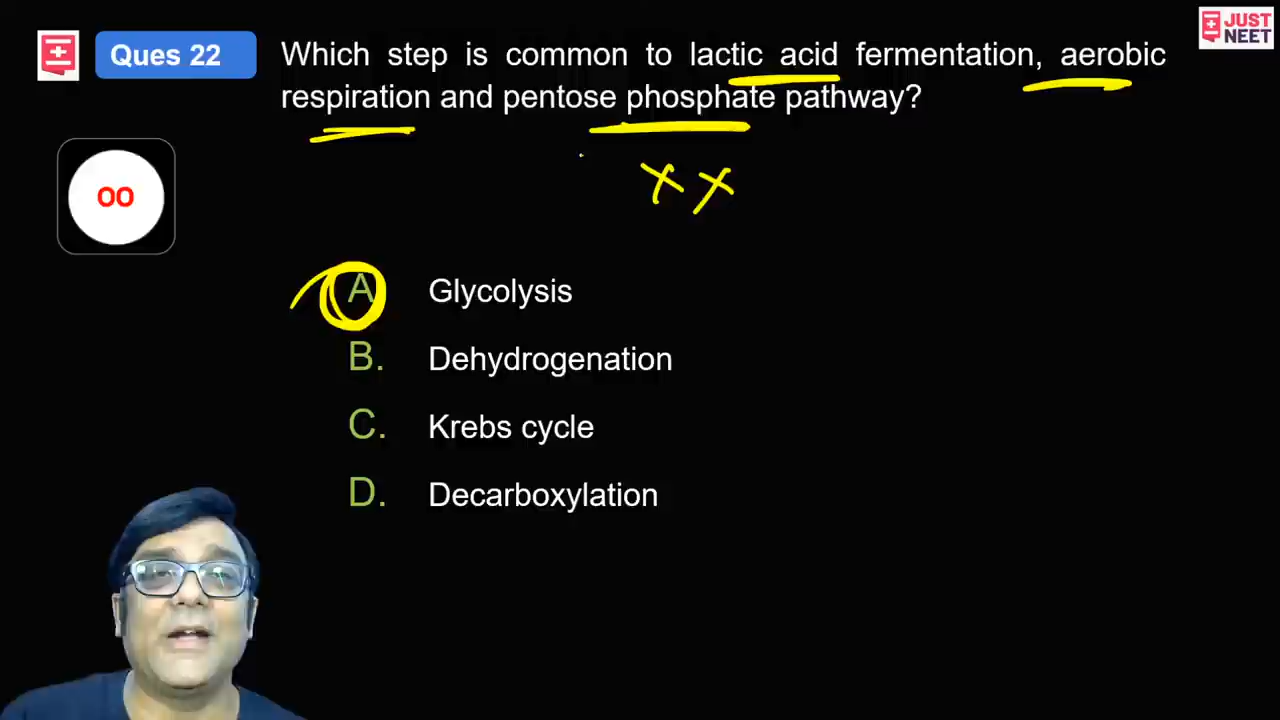 JUST
NEET
Ques 22
Which step is common to lactic acid fermentation, aerobic
respiration and pentose phosphate pathway?
00
A Glycolysis
B. Dehydrogenation
C. Krebs cycle
D. Decarboxylation